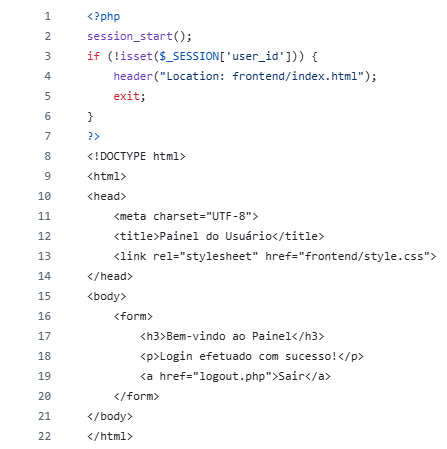 1 <?php
2 session_start();
3 if (!isset($_SESSION['user_id'])) {
4     header("Location: frontend/index.html");
5     exit;
6 }
7 ?>
8 <!DOCTYPE html>
9 <html>
10 <head>
11     <meta charset="UTF-8">
12     <title>Painel do Usuário</title>
13     <link rel="stylesheet" href="frontend/style.css">
14 </head>
15 <body>
16     <form>
17         <h3>Bem-vindo ao Painel</h3>
18         <p>Login efetuado com sucesso!</p>
19         <a href="logout.php">Sair</a>
20     </form>
21 </body>
22 </html>